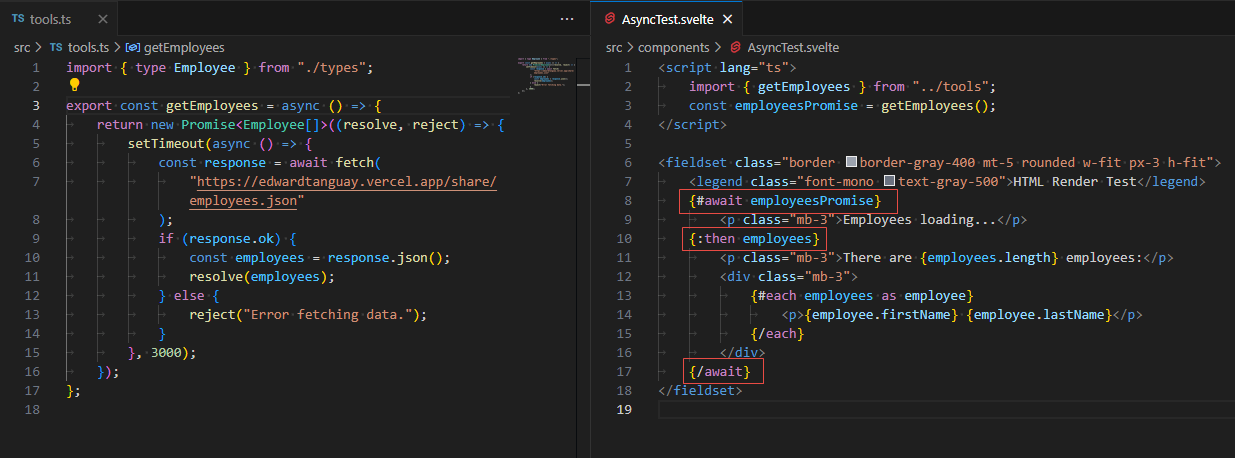 TS tools.ts
src > TS tools.ts > getEmployees
1 import { type Employee } from "./types";
2
3 export const getEmployees = async () => {
4 return new Promise<Employee[]>((resolve, reject) => {
5 setTimeout(async () => {
6 const response = await fetch(
7 "https://edwardtanguay.vercel.app/share/
employees.json"
8 );
9 if (response.ok) {
10 const employees = response.json();
11 resolve(employees);
12 } else {
13 reject("Error fetching data.");
14 }
15 }, 3000);
16 });
17 };
18
AsyncTest.svelte
src > components > AsyncTest.svelte
1 <script lang="ts">
2 import { getEmployees } from "../tools";
3 const employeesPromise = getEmployees();
4 </script>
5
6 <fieldset class="border border-gray-400 mt-5 rounded w-fit px-3 h-fit">
7 <legend class="font-mono text-gray-500">HTML Render Test</legend>
8 {#await employeesPromise}
9 <p class="mb-3">Employees loading...</p>
10 {:then employees}
11 <p class="mb-3">There are {employees.length} employees:</p>
12 <div class="mb-3">
13 {#each employees as employee}
14 <p>{employee.firstName} {employee.lastName}</p>
15 {/each}
16 </div>
17 {/await}
18 </fieldset>
19